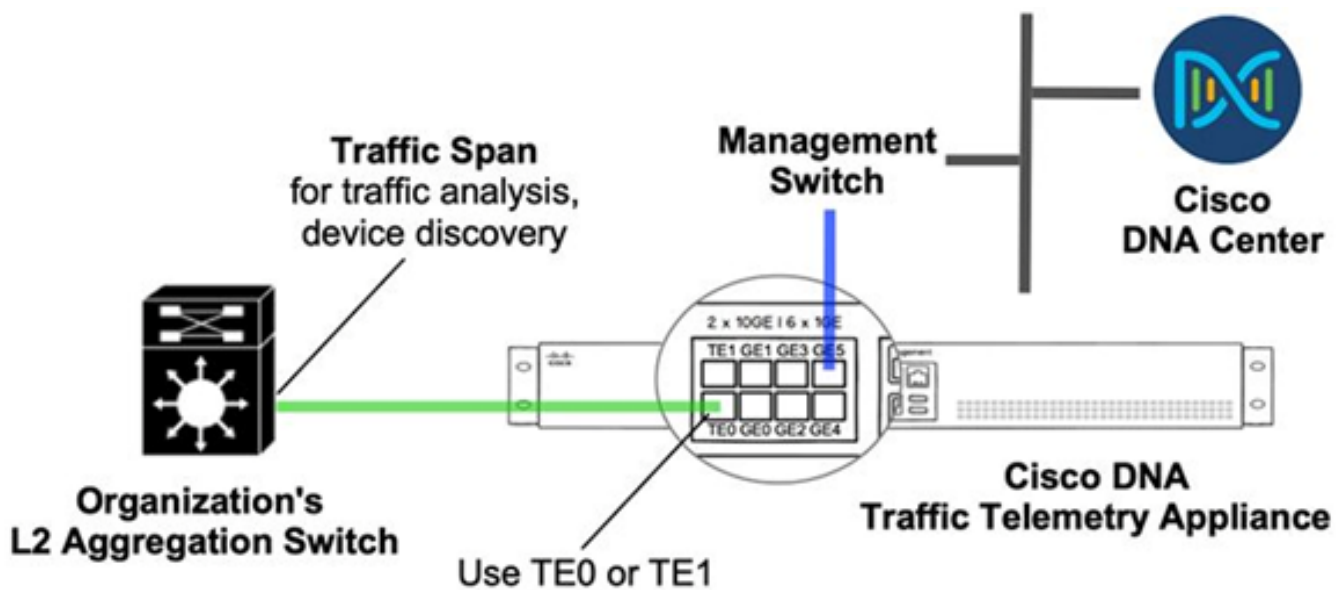 Traffic Span
for traffic analysis,
device discovery
Management
Switch
Cisco
DNA Center
2 x 10GE | 6 x 1GE
TE1 GE1 GE3 GE5
TE0 GE0 GE2 GE4
CISCO
Organization's
L2 Aggregation Switch
Use TE0 or TE1
Cisco DNA
Traffic Telemetry Appliance